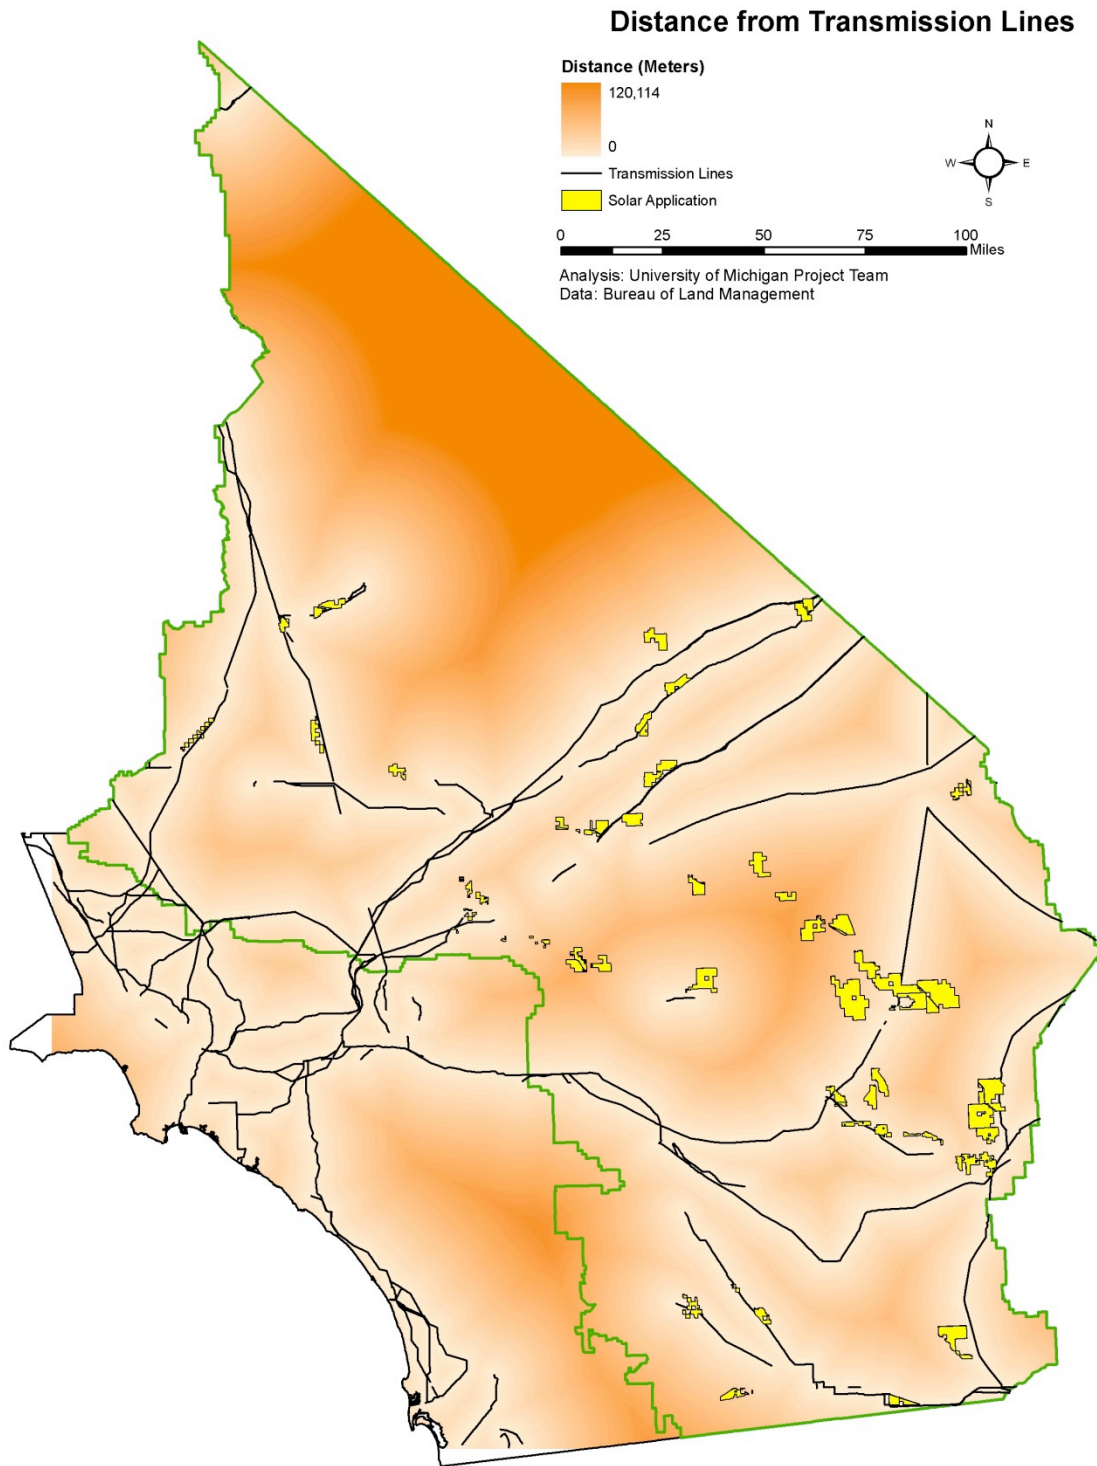 Distance from Transmission Lines
Distance (Meters)
120,114
0
Transmission Lines
Solar Application
N
W E
S
0 25 50 75 100
Miles
Analysis: University of Michigan Project Team
Data: Bureau of Land Management